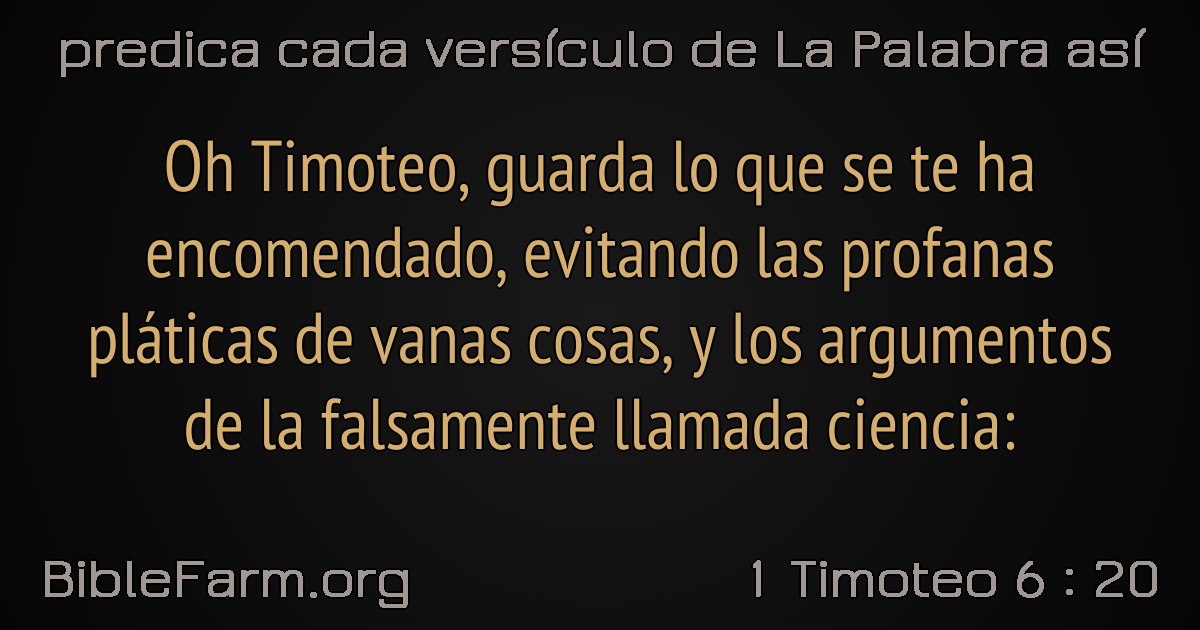 predica cada versículo de La Palabra así
Oh Timoteo, guarda lo que se te ha
encomendado, evitando las profanas
pláticas de vanas cosas, y los argumentos
de la falsamente llamada ciencia:
BibleFarm.org
1 Timoteo 6 : 20